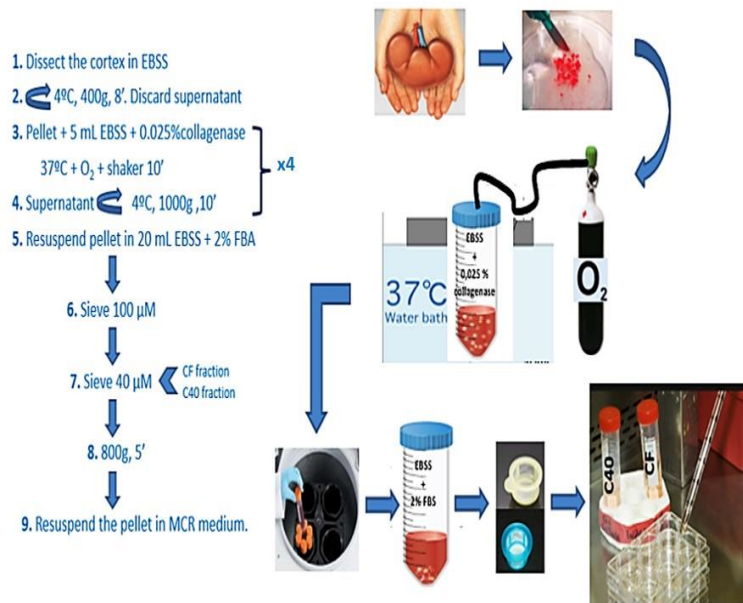 1. Dissect the cortex in EBSS
2. 4ºC, 400g, 8’. Discard supernatant
3. Pellet + 5 mL EBSS + 0.025%collagenase
37ºC + O₂ + shaker 10’
x4
4. Supernatant 4ºC, 1000g ,10’
5. Resuspend pellet in 20 mL EBSS + 2% FBA
6. Sieve 100 µM
7. Sieve 40 µM
CF fraction
C40 fraction
8. 800g, 5’
9. Resuspend the pellet in MCR medium.
EBSS
+
0,025 %
collagenase
37℃
Water bath
O₂
EBSS
+
2% FBS
C40
CF